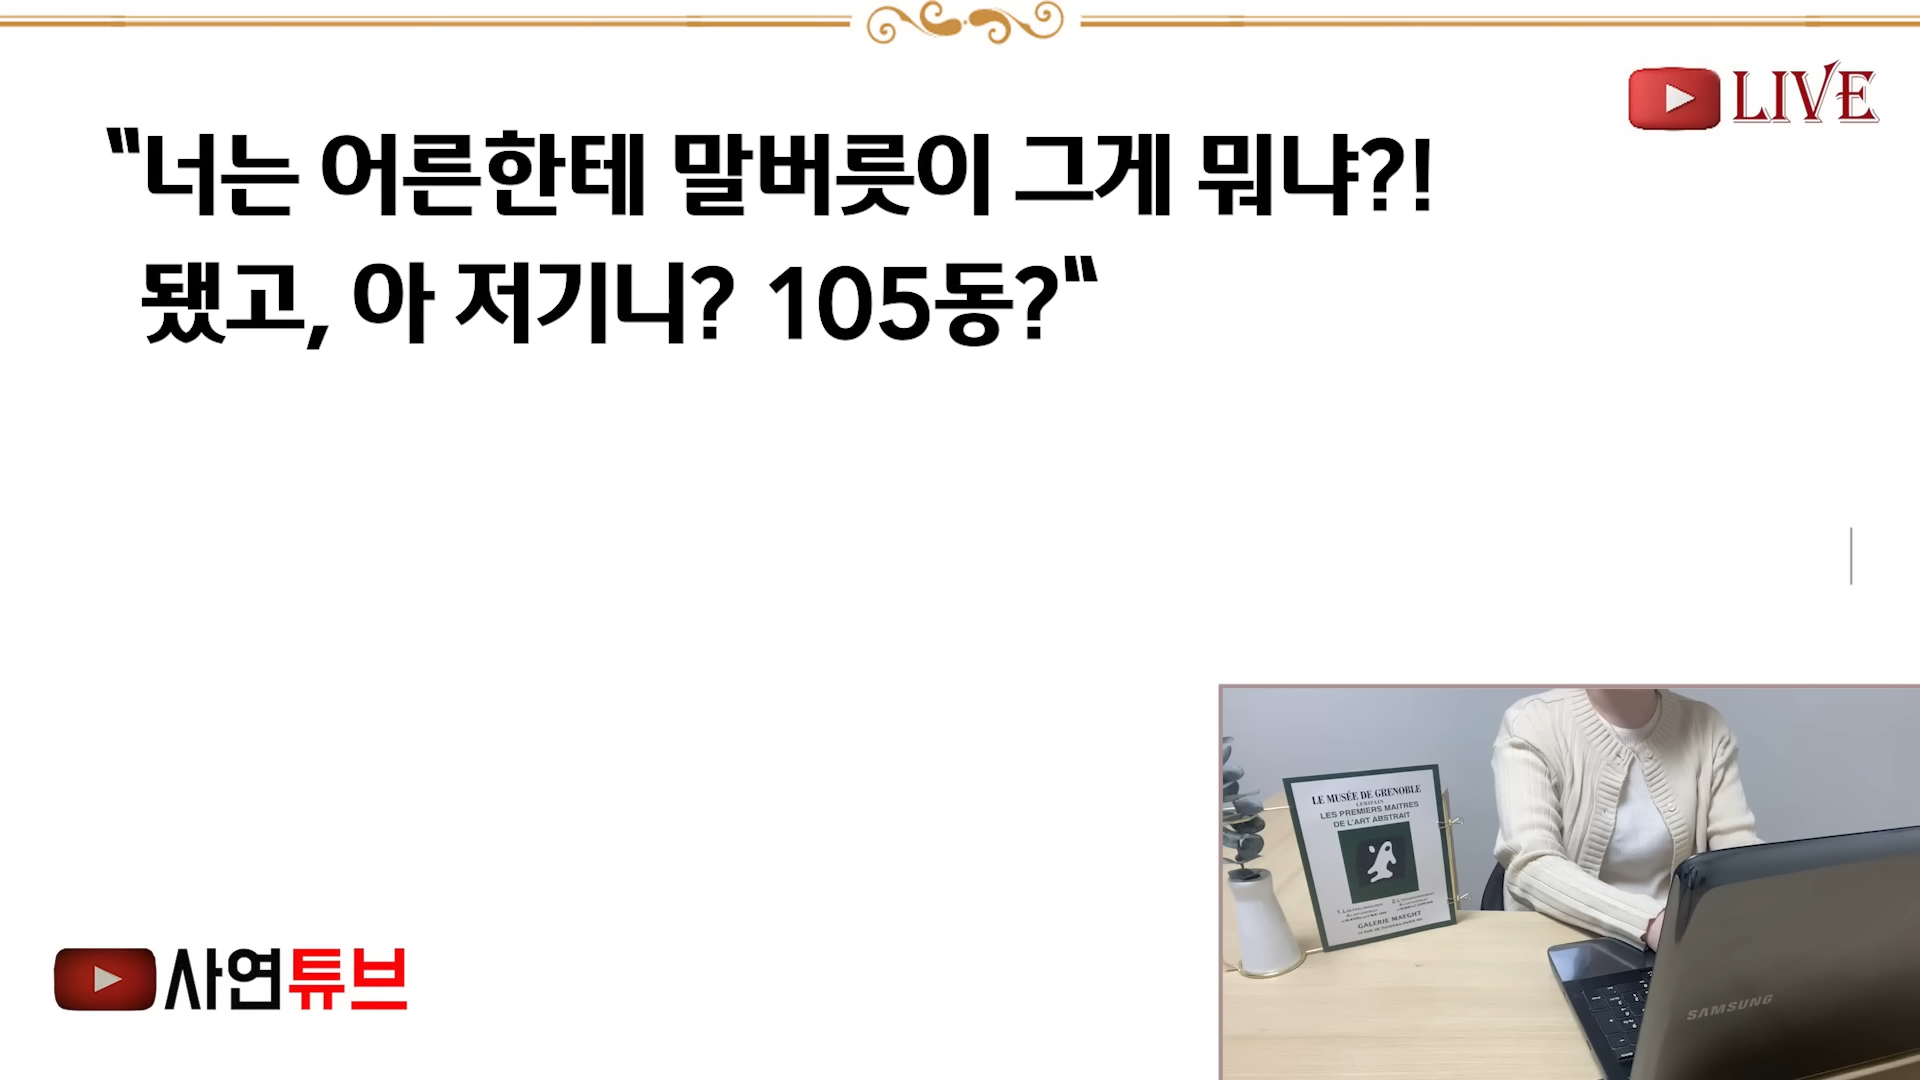 LIVE
"너는 어른한테 말버릇이 그게 뭐냐?!
됐고, 아 저기니? 105동?"
LE MUSÉE DE GRENOBLE
LES PREMIERS MAITRES
DE L'ART ABSTRAIT
GALERIE MAEGHT
SAMSUNG
사연튜브